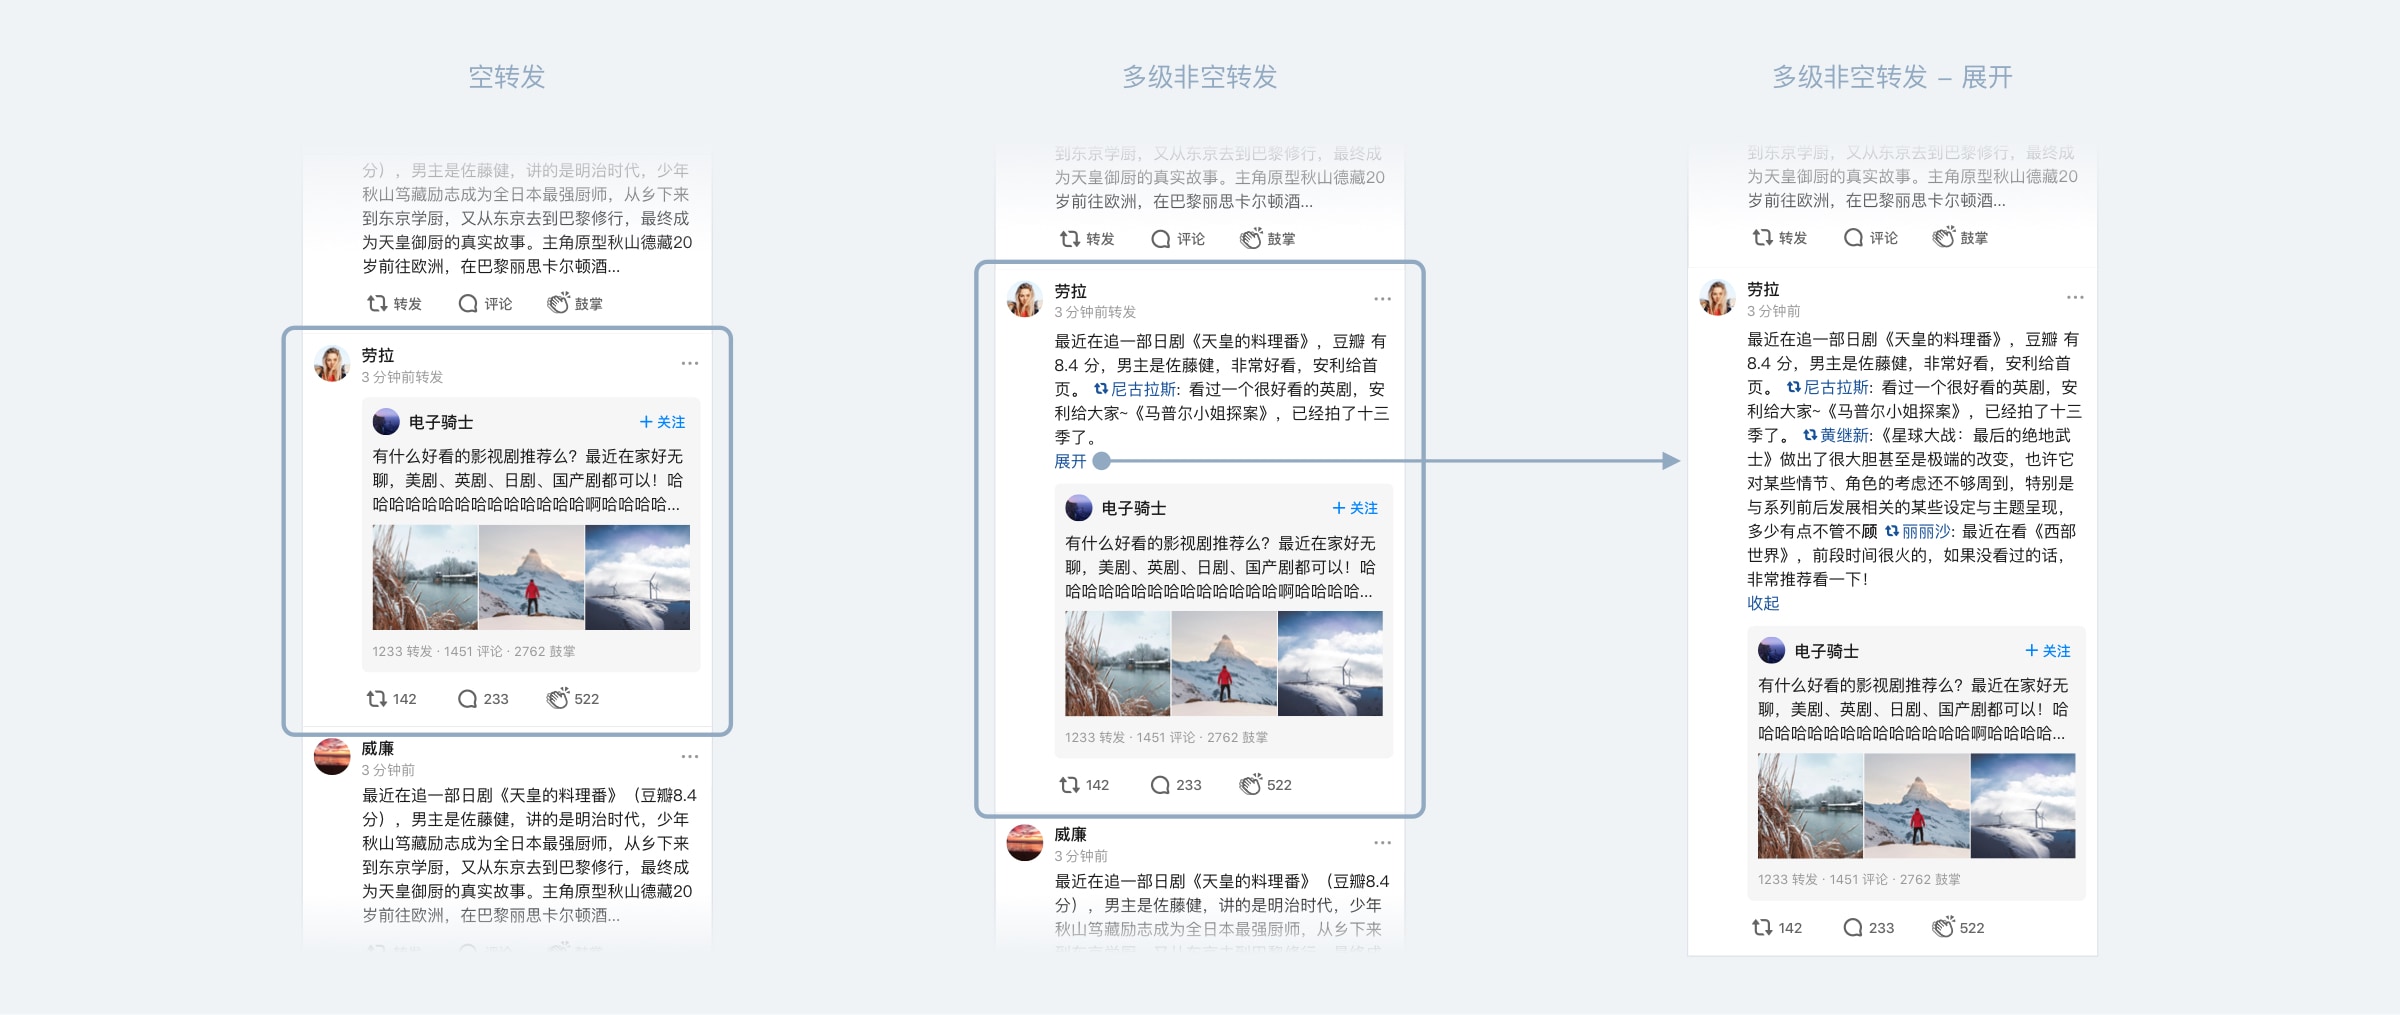 空转发
分），男主是佐藤健，讲的是明治时代，少年
秋山笃藏励志成为全日本最强厨师，从乡下来
到东京学厨，又从东京去到巴黎修行，最终成
为天皇御厨的真实故事。主角原型秋山德藏20
岁前往欧洲，在巴黎丽思卡尔顿酒...
转发 评论 鼓掌
劳拉
3 分钟前转发
电子骑士
+ 关注
有什么好看的影视剧推荐么？最近在家好无
聊，美剧、英剧、日剧、国产剧都可以！哈
哈哈哈哈哈哈哈哈哈哈哈哈哈啊哈哈哈哈...
1233 转发 · 1451 评论 · 2762 鼓掌
142 233 522
威廉
3 分钟前
最近在追一部日剧《天皇的料理番》（豆瓣8.4
分），男主是佐藤健，讲的是明治时代，少年
秋山笃藏励志成为全日本最强厨师，从乡下来
到东京学厨，又从东京去到巴黎修行，最终成
为天皇御厨的真实故事。主角原型秋山德藏20
岁前往欧洲，在巴黎丽思卡尔顿酒...
多级非空转发
到东京学厨，又从东京去到巴黎修行，最终成
为天皇御厨的真实故事。主角原型秋山德藏20
岁前往欧洲，在巴黎丽思卡尔顿酒...
转发 评论 鼓掌
劳拉
3 分钟前转发
最近在追一部日剧《天皇的料理番》，豆瓣 有
8.4 分，男主是佐藤健，非常好看，安利给首
页。 尼古拉斯: 看过一个很好看的英剧，安
利给大家~《马普尔小姐探案》，已经拍了十三
季了。
展开
电子骑士
+ 关注
有什么好看的影视剧推荐么？最近在家好无
聊，美剧、英剧、日剧、国产剧都可以！哈
哈哈哈哈哈哈哈哈哈哈哈哈哈啊哈哈哈哈...
1233 转发 · 1451 评论 · 2762 鼓掌
142 233 522
威廉
3 分钟前
最近在追一部日剧《天皇的料理番》（豆瓣8.4
分），男主是佐藤健，讲的是明治时代，少年
秋山笃藏励志成为全日本最强厨师，从乡下来
多级非空转发 – 展开
到东京学厨，又从东京去到巴黎修行，最终成
为天皇御厨的真实故事。主角原型秋山德藏20
岁前往欧洲，在巴黎丽思卡尔顿酒...
转发 评论 鼓掌
劳拉
3 分钟前
最近在追一部日剧《天皇的料理番》，豆瓣 有
8.4 分，男主是佐藤健，非常好看，安利给首
页。 尼古拉斯: 看过一个很好看的英剧，安
利给大家~《马普尔小姐探案》，已经拍了十三
季了。 黄继新:《星球大战：最后的绝地武
士》做出了很大胆甚至是极端的改变，也许它
对某些情节、角色的考虑还不够周到，特别是
与系列前后发展相关的某些设定与主题呈现，
多少有点不管不顾 丽丽沙: 最近在看《西部
世界》，前段时间很火的，如果没看过的话，
非常推荐看一下！
收起
电子骑士
+ 关注
有什么好看的影视剧推荐么？最近在家好无
聊，美剧、英剧、日剧、国产剧都可以！哈
哈哈哈哈哈哈哈哈哈哈哈哈哈啊哈哈哈哈...
1233 转发 · 1451 评论 · 2762 鼓掌
142 233 522